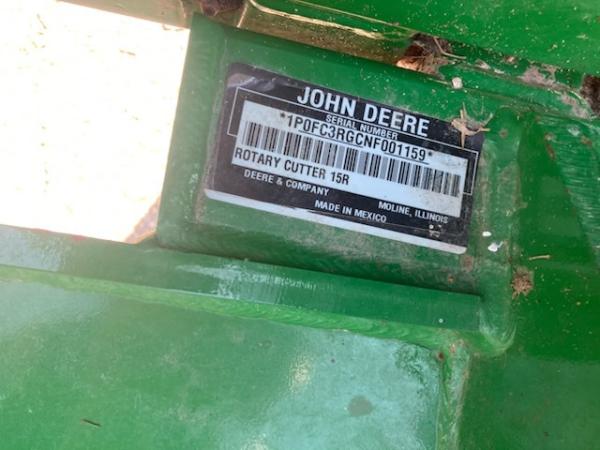 JOHN DEERE
SERIAL NUMBER
*1P0FC3RGCNF001159*
ROTARY CUTTER 15R
DEERE & COMPANY MOLINE, ILLINOIS
MADE IN MEXICO